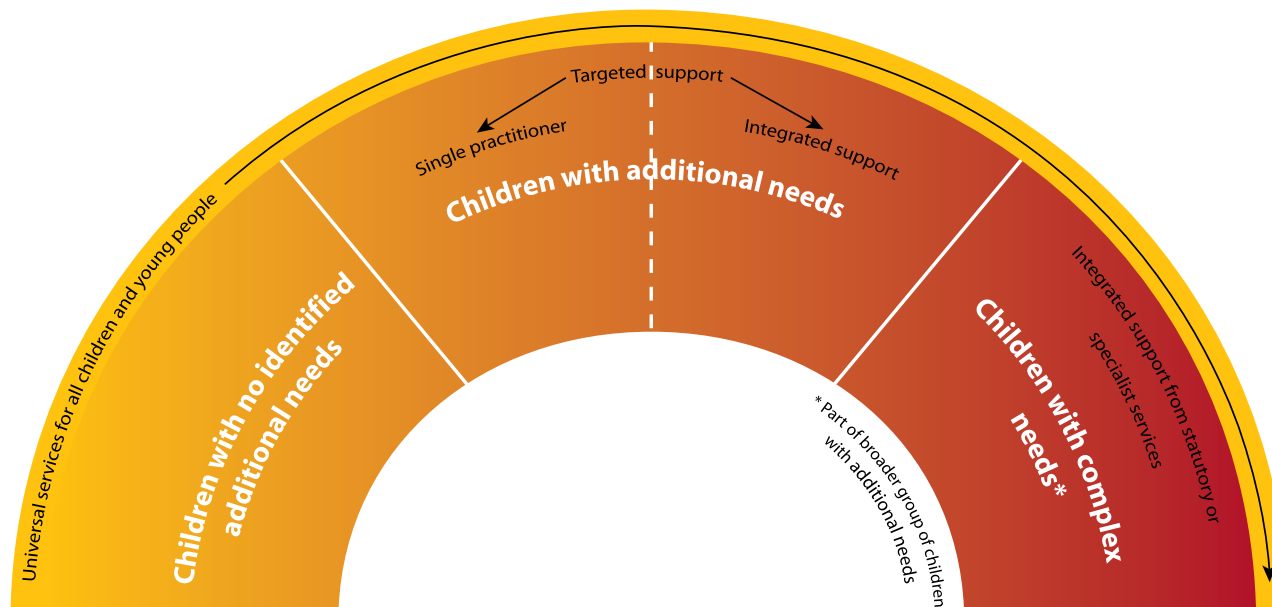 Universal services for all children and young people
Children with no identified
additional needs
Targeted support
Single practitioner
Integrated support
Children with additional needs
Integrated support from statutory or
specialist services
Children with complex
needs*
* Part of broader group of children
with additional needs